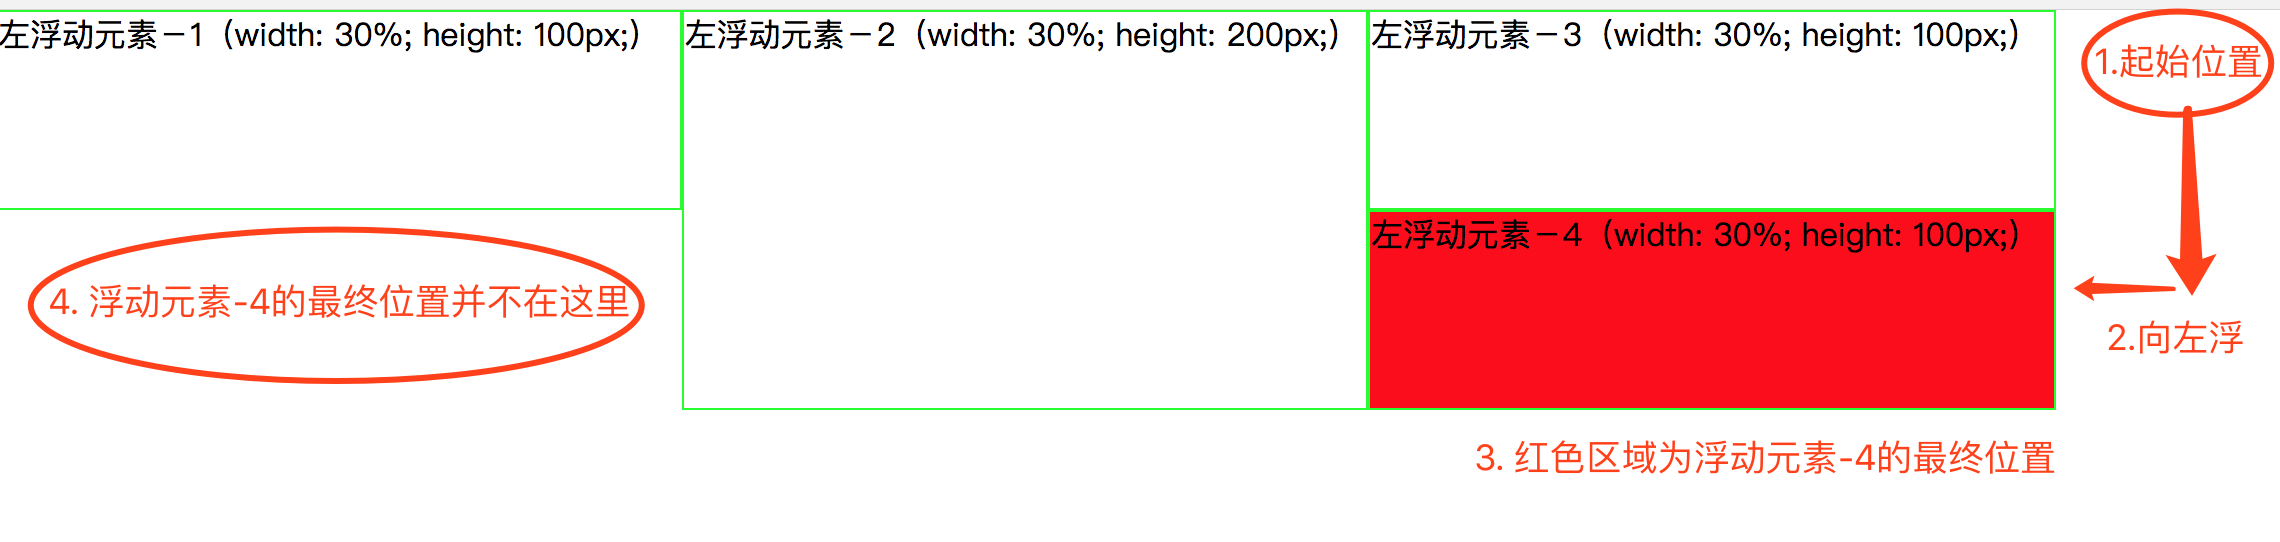 左浮动元素－1（width: 30%; height: 100px;）
左浮动元素－2（width: 30%; height: 200px;）
左浮动元素－3（width: 30%; height: 100px;）
1.起始位置
左浮动元素－4（width: 30%; height: 100px;）
4. 浮动元素-4的最终位置并不在这里
2.向左浮
3. 红色区域为浮动元素-4的最终位置